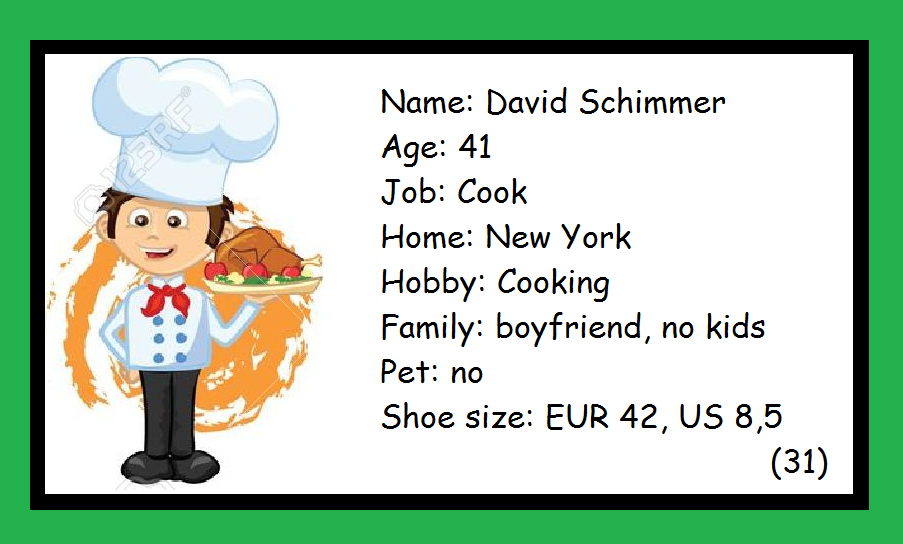 Name: David Schimmer
Age: 41
Job: Cook
Home: New York
Hobby: Cooking
Family: boyfriend, no kids
Pet: no
Shoe size: EUR 42, US 8,5
(31)
123RF®